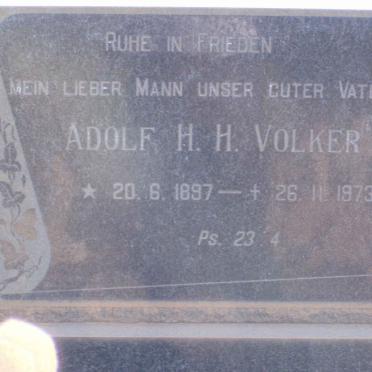 RUHE IN FRIEDEN
MEIN LIEBER MANN UNSER GUTER VAT
ADOLF H. H. VOLKER
★ 20. 6. 1897 — + 26. 11. 1973
Ps. 23 4